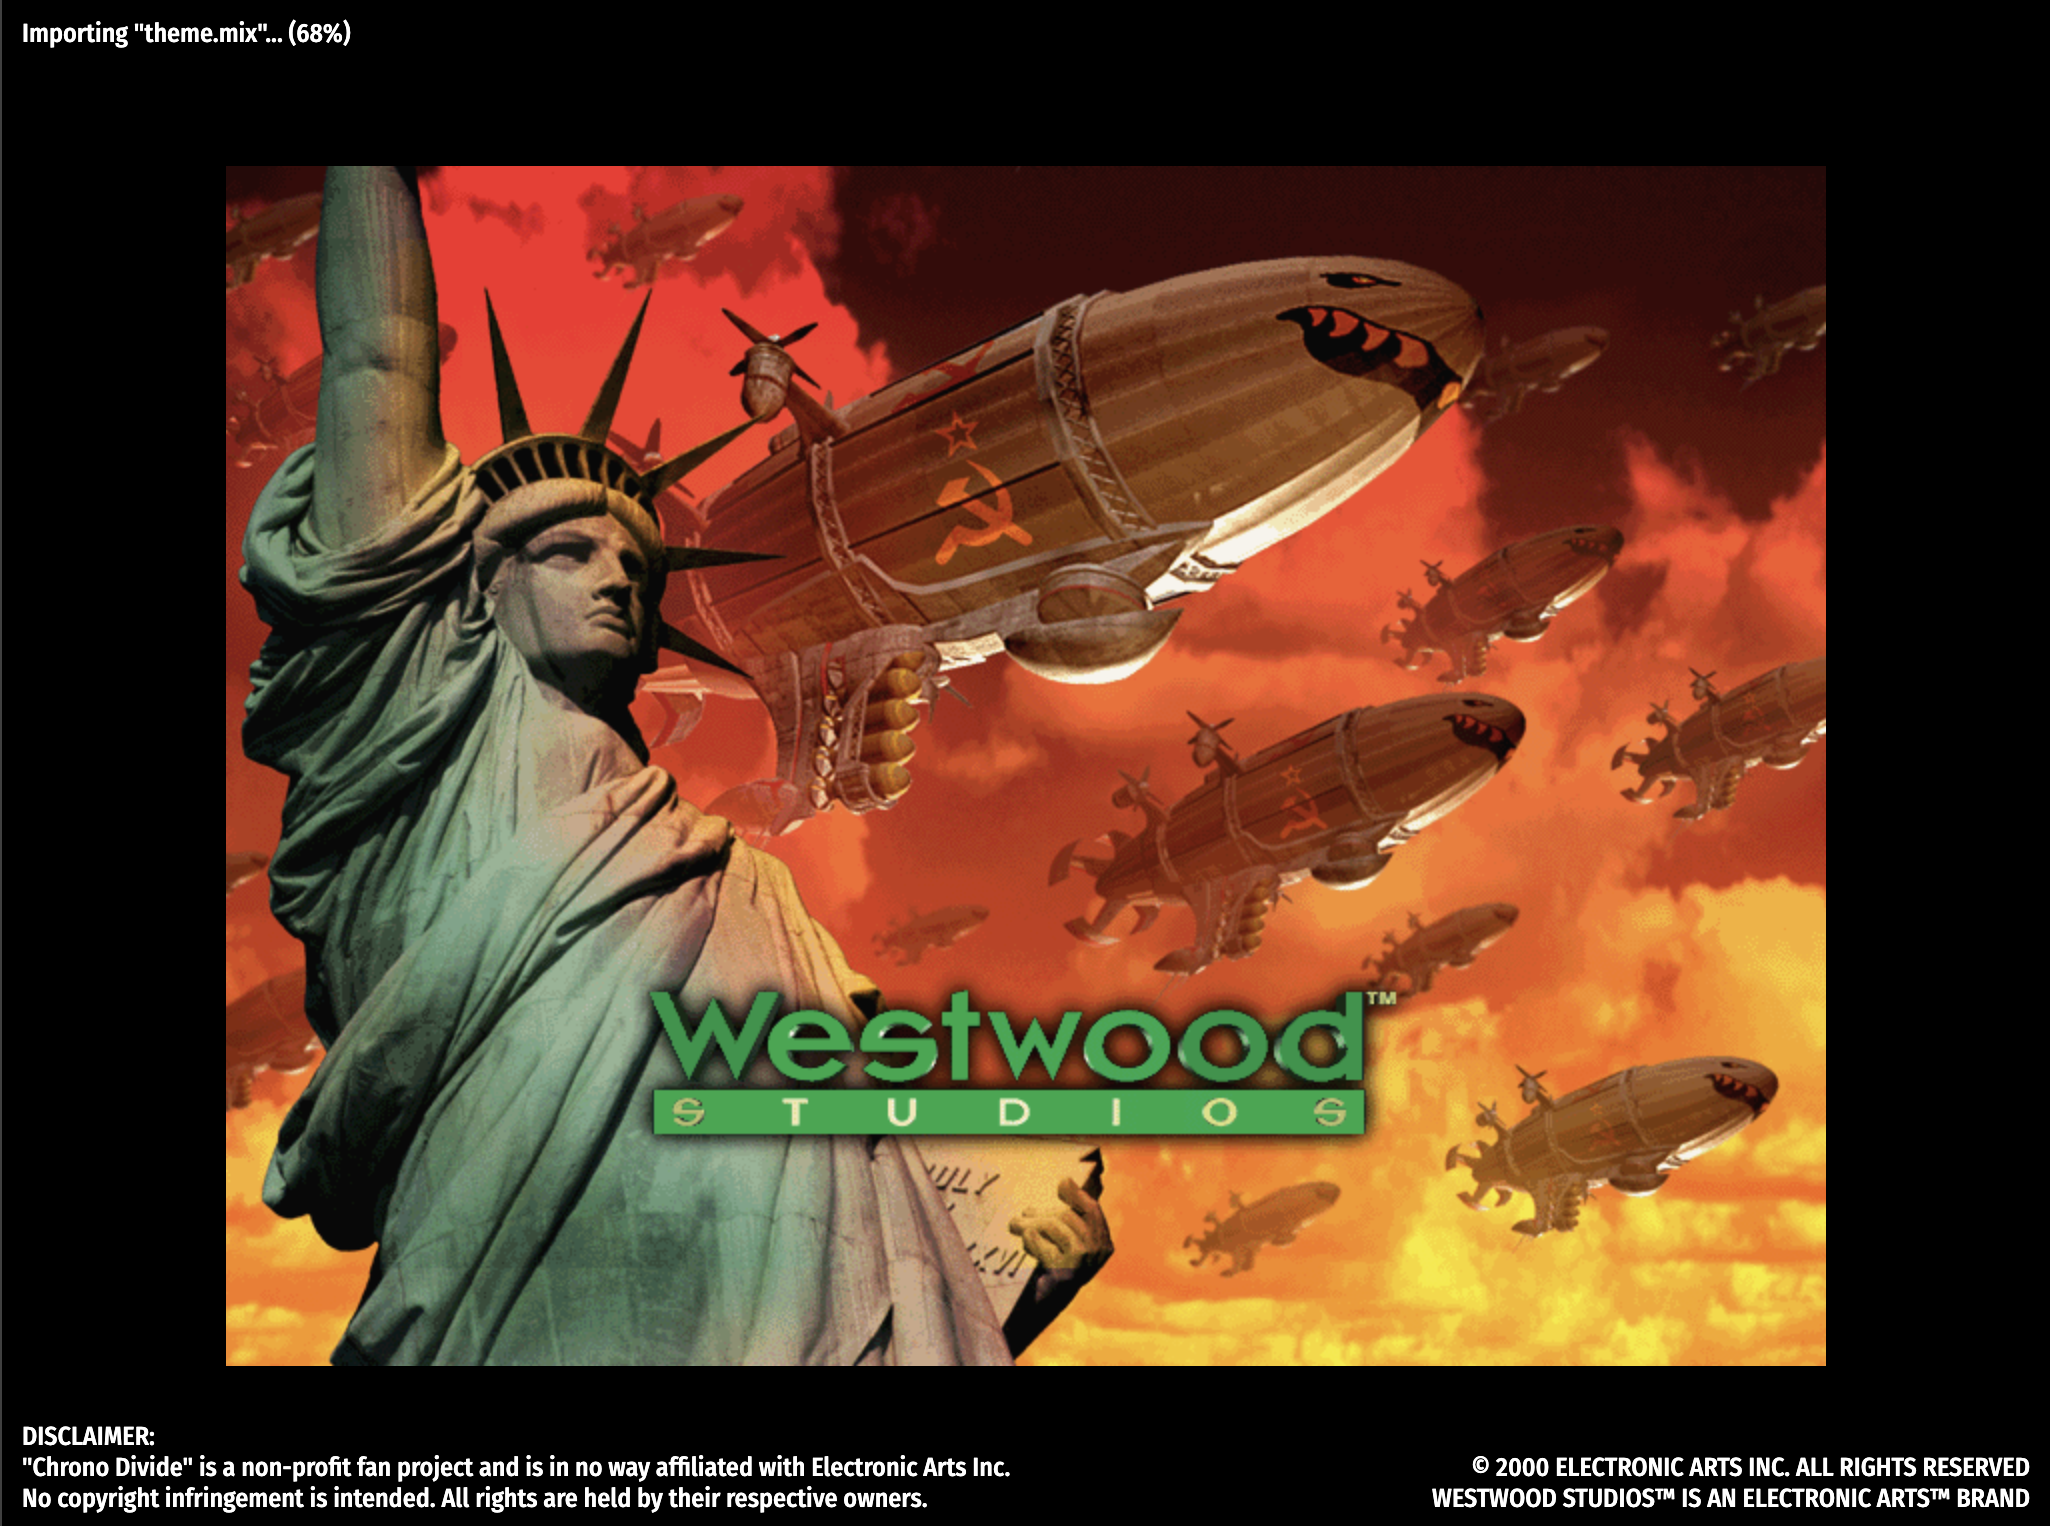 Importing "theme.mix"... (68%)
Westwood™
STUDIOS
DISCLAIMER:
"Chrono Divide" is a non-profit fan project and is in no way affiliated with Electronic Arts Inc.
No copyright infringement is intended. All rights are held by their respective owners.
© 2000 ELECTRONIC ARTS INC. ALL RIGHTS RESERVED
WESTWOOD STUDIOS™ IS AN ELECTRONIC ARTS™ BRAND